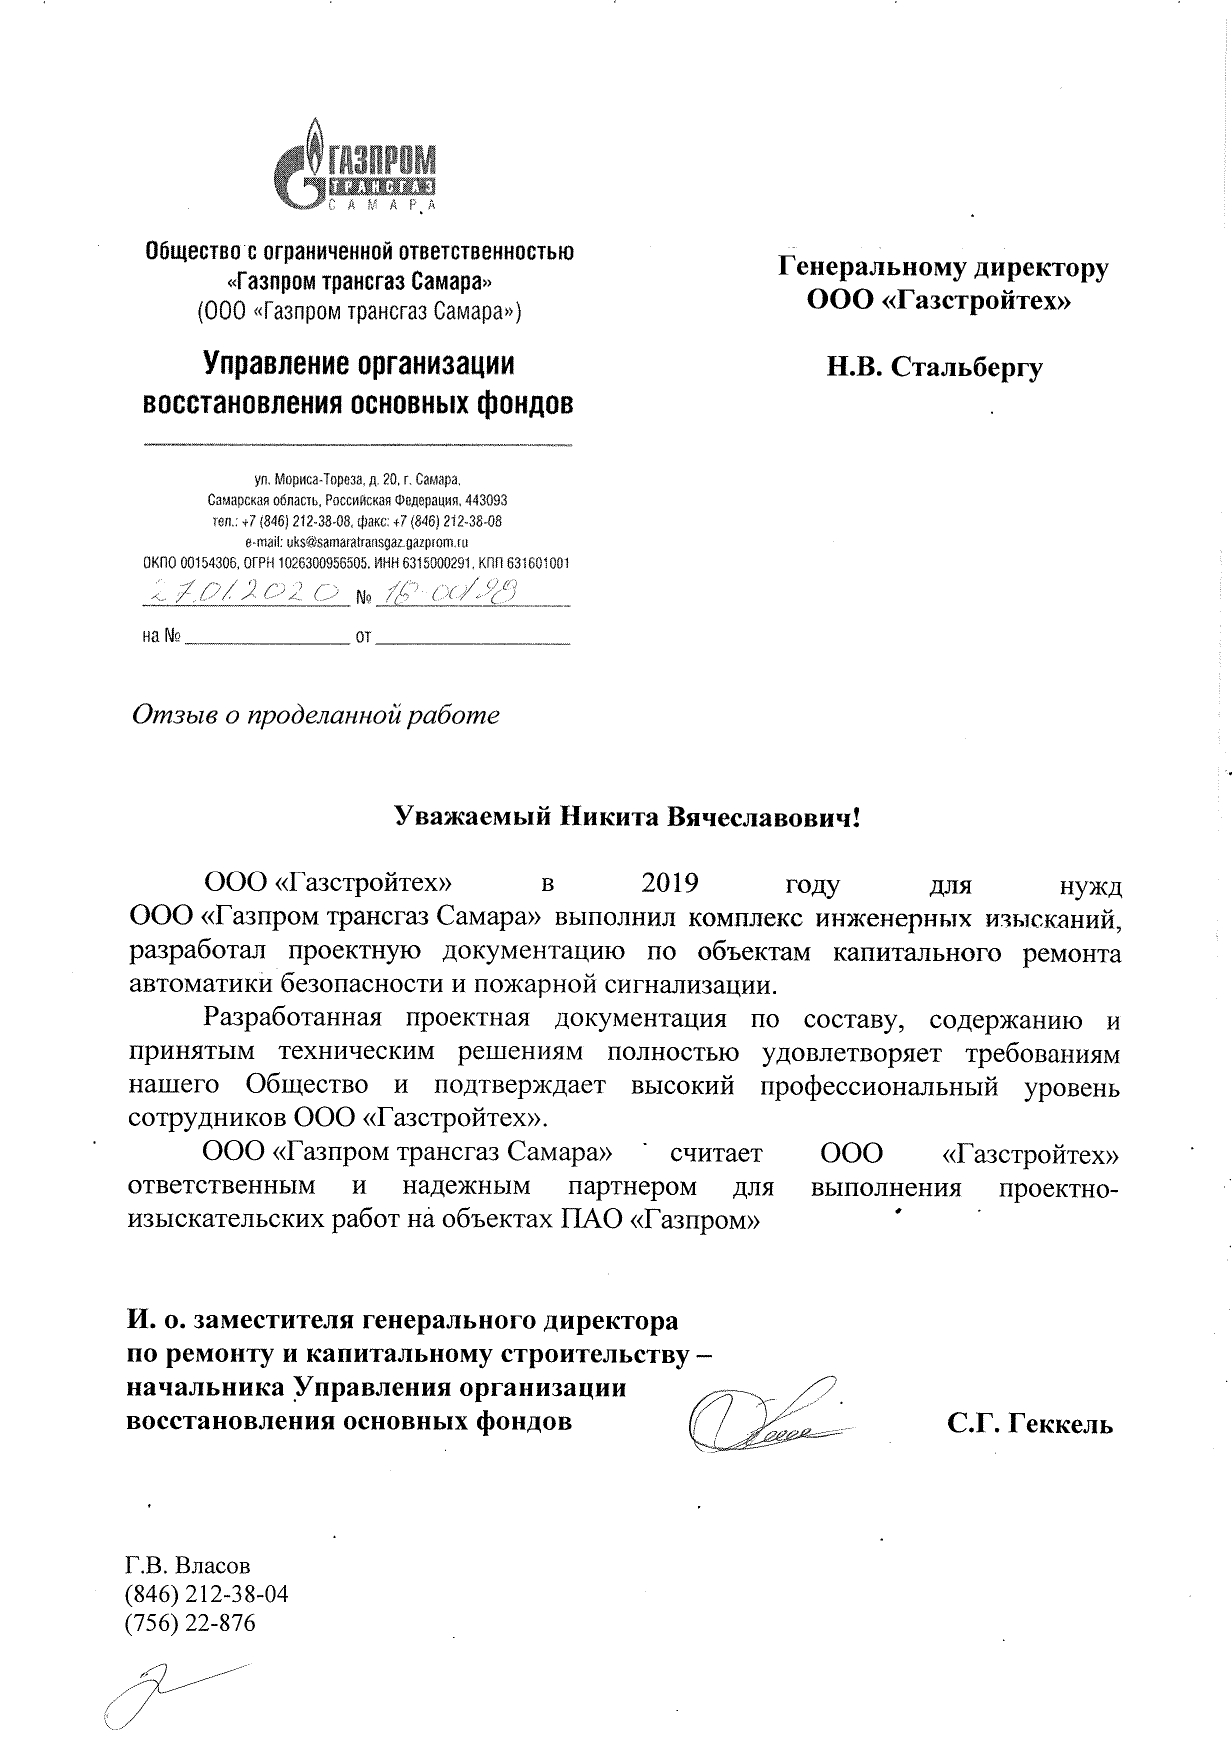 ГАЗПРОМ
ТРАНСГАЗ
САМАРА
Общество с ограниченной ответственностью
«Газпром трансгаз Самара»
(ООО «Газпром трансгаз Самара»)
Управление организации
восстановления основных фондов
ул. Мориса-Тореза, д. 20, г. Самара,
Самарская область, Российская Федерация, 443093
тел.: +7 (846) 212-38-08, факс: +7 (846) 212-38-08
e-mail: uks@samaratransgaz.gazprom.ru
ОКПО 00154306, ОГРН 1026300956505, ИНН 6315000291, КПП 631601001
27.01.2020 № 18-00/98
на № от
Генеральному директору
ООО «Газстройтех»
Н.В. Стальбергу
Отзыв о проделанной работе
Уважаемый Никита Вячеславович!
ООО «Газстройтех» в 2019 году для нужд
ООО «Газпром трансгаз Самара» выполнил комплекс инженерных изысканий,
разработал проектную документацию по объектам капитального ремонта
автоматики безопасности и пожарной сигнализации.
Разработанная проектная документация по составу, содержанию и
принятым техническим решениям полностью удовлетворяет требованиям
нашего Общество и подтверждает высокий профессиональный уровень
сотрудников ООО «Газстройтех».
ООО «Газпром трансгаз Самара» считает ООО «Газстройтех»
ответственным и надежным партнером для выполнения проектно-
изыскательских работ на объектах ПАО «Газпром»
И. о. заместителя генерального директора
по ремонту и капитальному строительству –
начальника Управления организации
восстановления основных фондов
С.Г. Геккель
Г.В. Власов
(846) 212-38-04
(756) 22-876